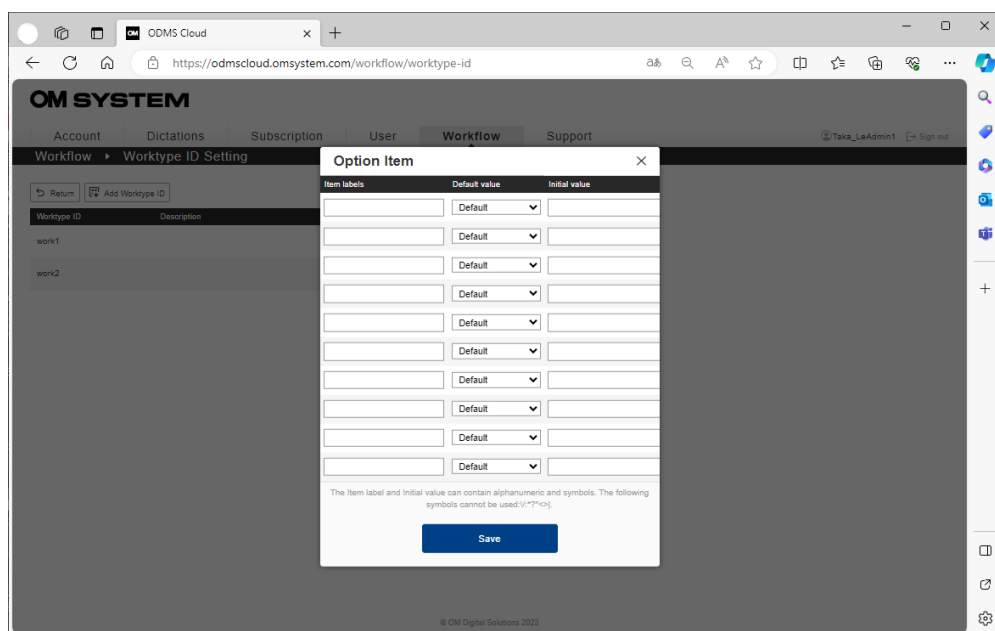 OM ODMS Cloud
https://odmscloud.omsystem.com/workflow/worktype-id
OM SYSTEM
Account Dictations Subscription User Workflow Support Taka_LeAdmin1 Sign out
Workflow ▸ Worktype ID Setting
Return Add Worktype ID
Worktype ID Description
work1
work2
Option Item
Item labels Default value Initial value
Default
Default
Default
Default
Default
Default
Default
Default
Default
Default
The Item label and Initial value can contain alphanumeric and symbols. The following
symbols cannot be used:\/:*?"<>|.
Save
© OM Digital Solutions 2023